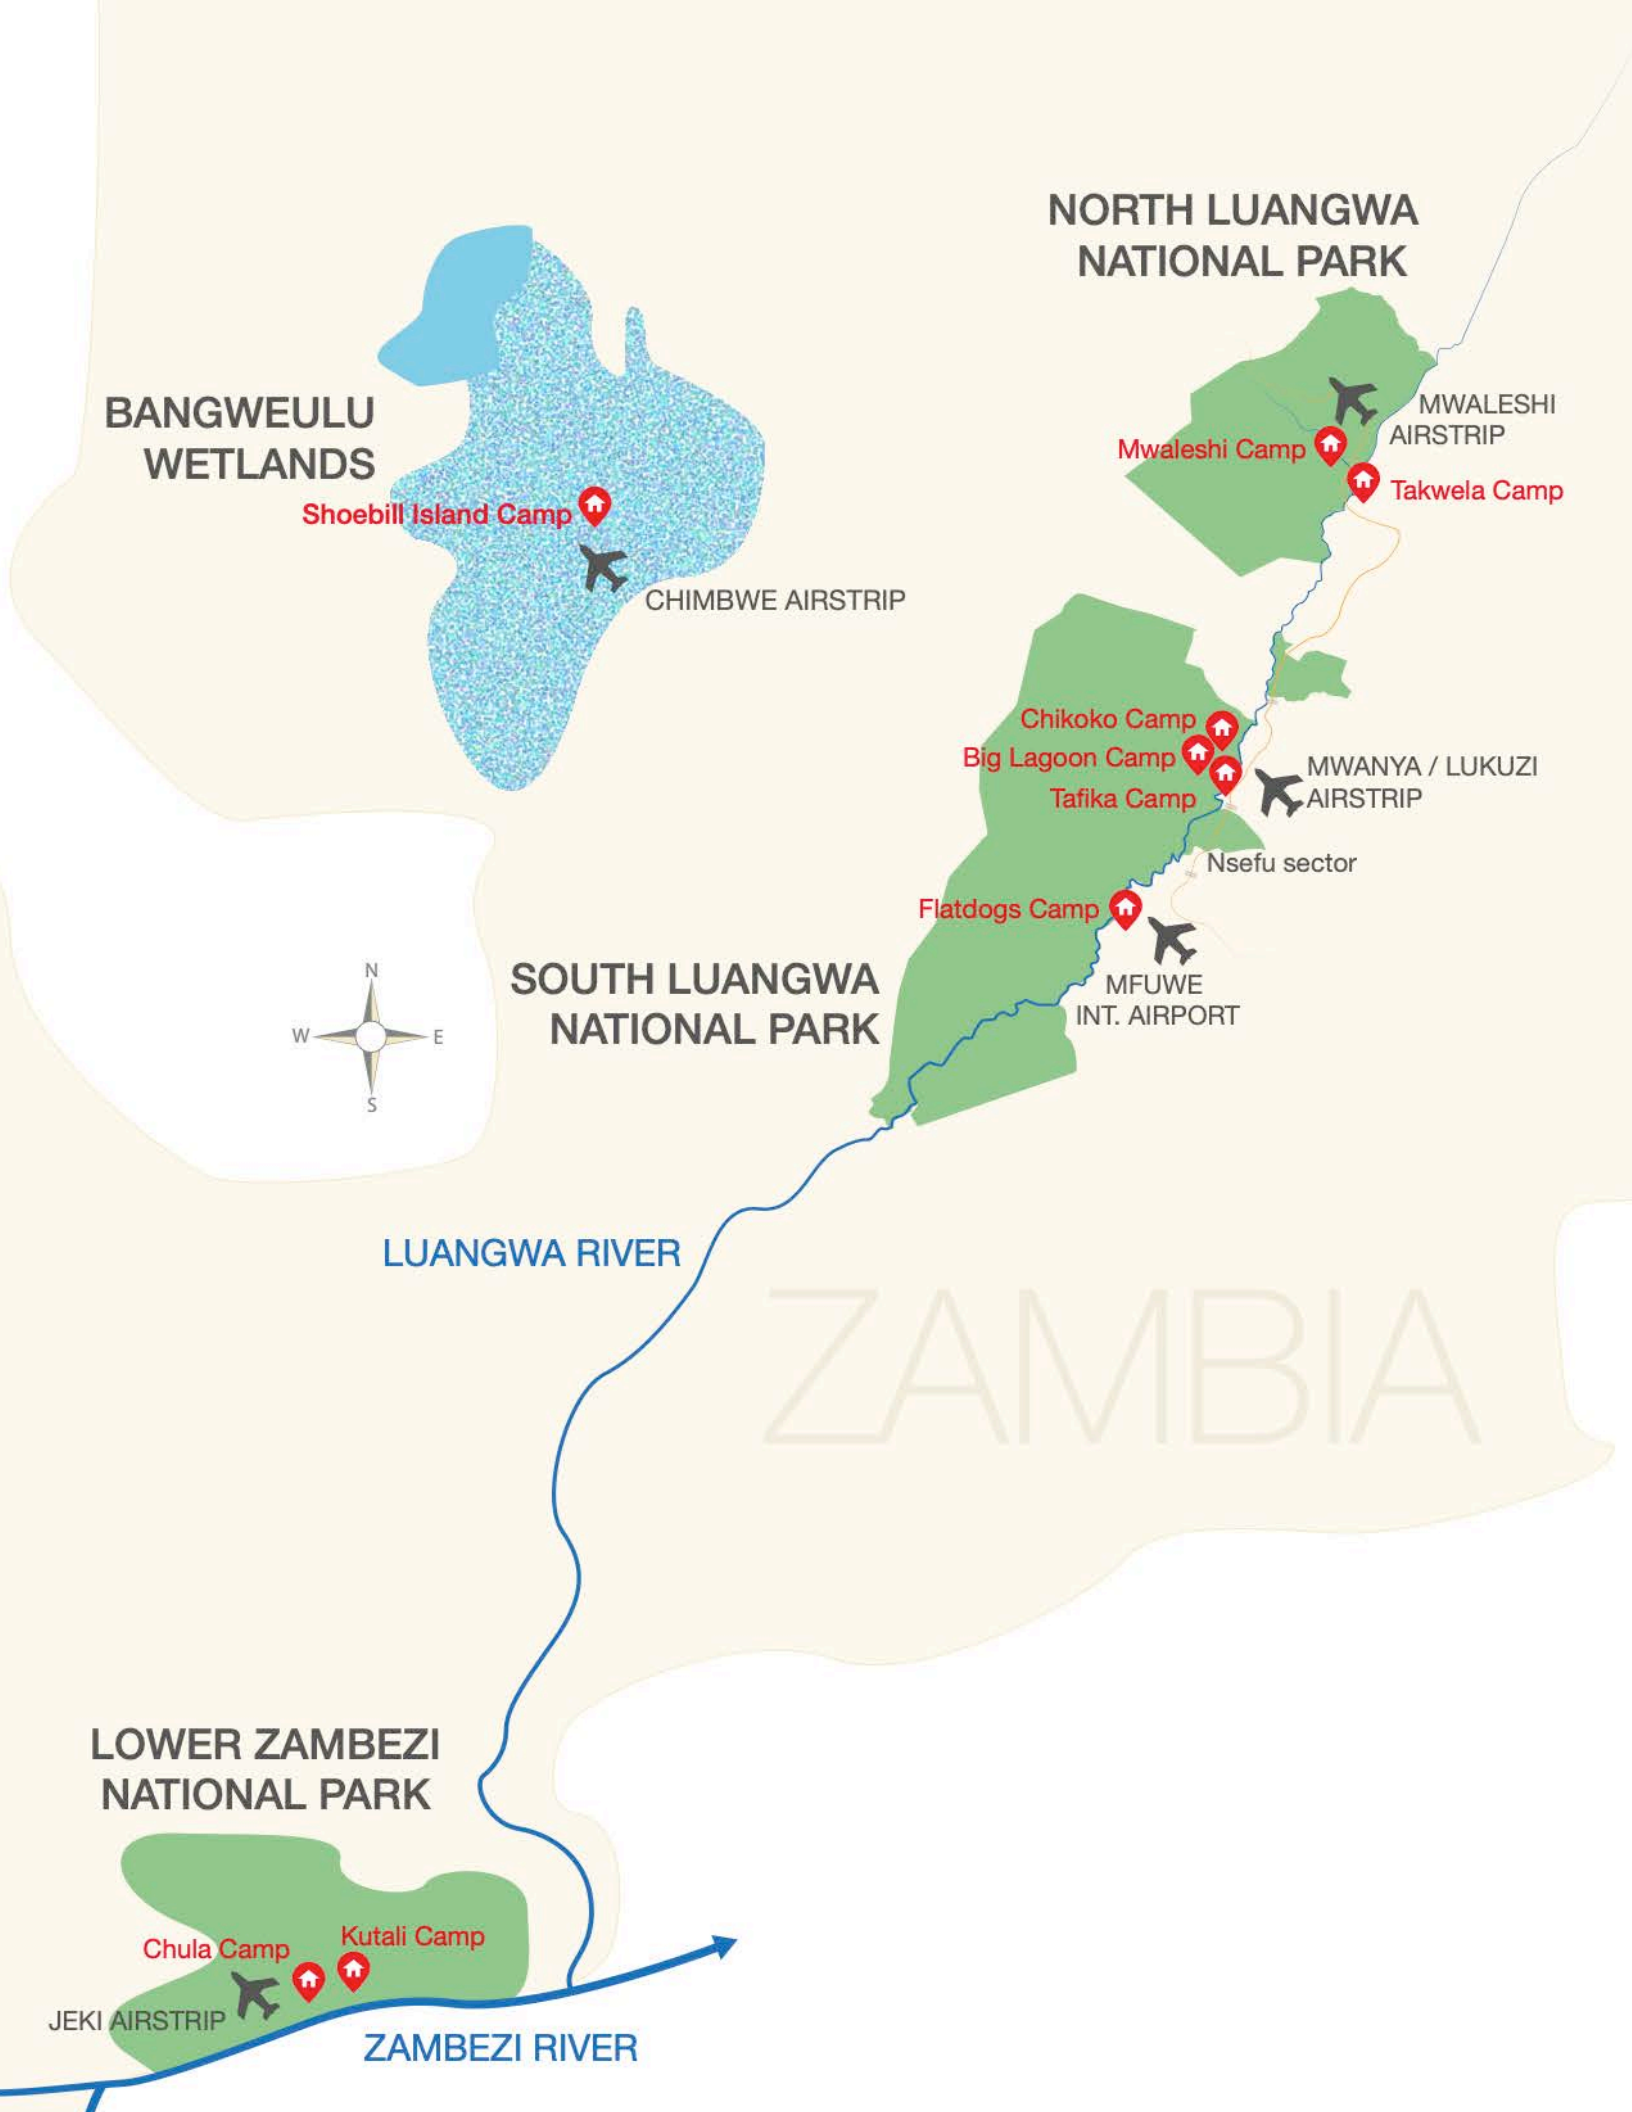 NORTH LUANGWA
NATIONAL PARK
MWALESHI
AIRSTRIP
Mwaleshi Camp
Takwela Camp
BANGWEULU
WETLANDS
Shoebill Island Camp
CHIMBWE AIRSTRIP
Chikoko Camp
Big Lagoon Camp
Tafika Camp
MWANYA / LUKUZI
AIRSTRIP
Nsefu sector
Flatdogs Camp
MFUWE
INT. AIRPORT
SOUTH LUANGWA
NATIONAL PARK
N
W
E
S
LUANGWA RIVER
ZAMBIA
LOWER ZAMBEZI
NATIONAL PARK
Kutali Camp
Chula Camp
JEKI AIRSTRIP
ZAMBEZI RIVER